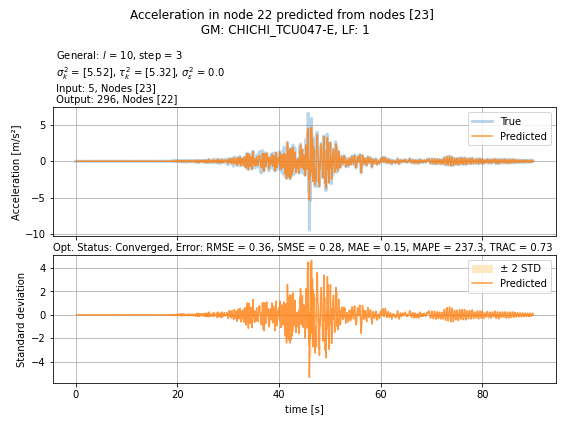 Acceleration in node 22 predicted from nodes [23]
GM: CHICHI_TCU047-E, LF: 1
General: l = 10, step = 3
σ²ₖ = [5.52], τ²ₖ = [5.32], σ²_ε = 0.0
Input: 5, Nodes [23]
Output: 296, Nodes [22]
True
Predicted
Acceleration [m/s²]
5
0
−5
−10
Opt. Status: Converged, Error: RMSE = 0.36, SMSE = 0.28, MAE = 0.15, MAPE = 237.3, TRAC = 0.73
± 2 STD
Predicted
Standard deviation
4
2
0
−2
−4
0 20 40 60 80
time [s]